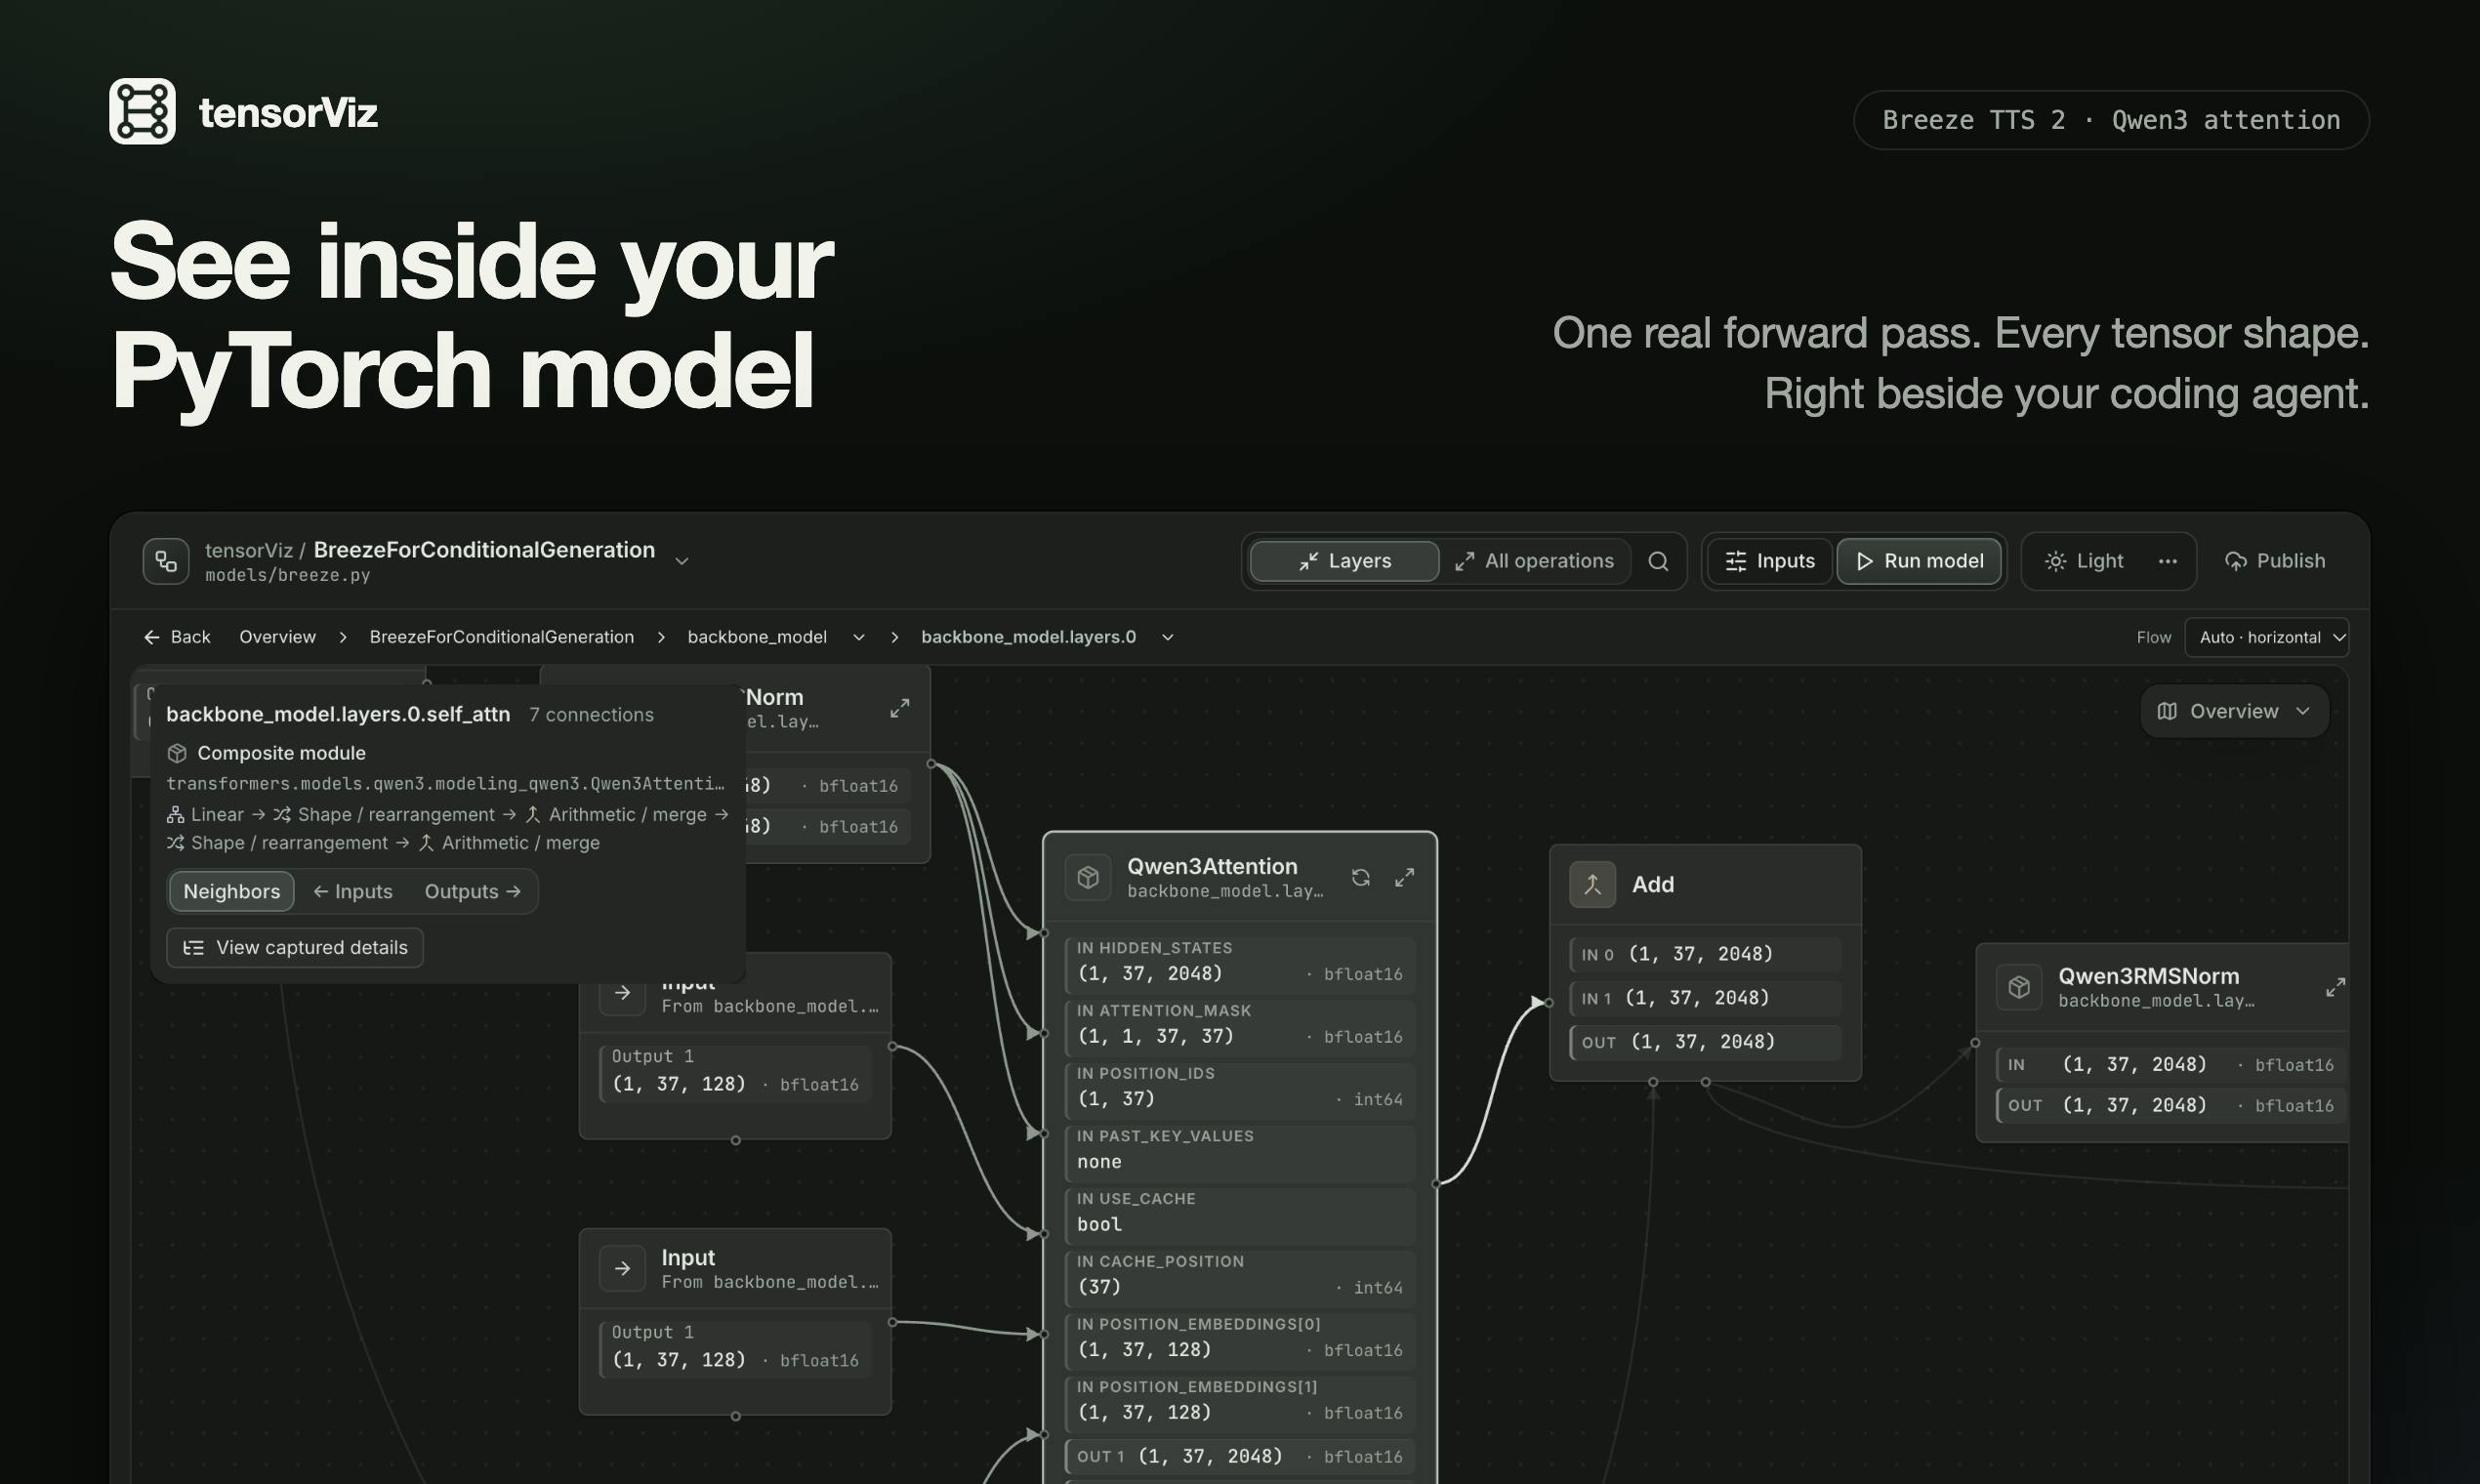 tensorViz
Breeze TTS 2 · Qwen3 attention
See inside your
PyTorch model
One real forward pass. Every tensor shape.
Right beside your coding agent.
tensorViz / BreezeForConditionalGeneration
models/breeze.py
Layers
All operations
Inputs
Run model
Light
Publish
Back
Overview
BreezeForConditionalGeneration
backbone_model
backbone_model.layers.0
Flow
Auto · horizontal
Overview
backbone_model.layers.0.self_attn 7 connections
Composite module
transformers.models.qwen3.modeling_qwen3.Qwen3Attenti…
Linear → Shape / rearrangement → Arithmetic / merge →
Shape / rearrangement → Arithmetic / merge
Neighbors
← Inputs
Outputs →
View captured details
Norm
el.lay…
48) · bfloat16
48) · bfloat16
Input
From backbone_model.…
Output 1
(1, 37, 128) · bfloat16
Input
From backbone_model.…
Output 1
(1, 37, 128) · bfloat16
Qwen3Attention
backbone_model.lay…
IN HIDDEN_STATES
(1, 37, 2048) · bfloat16
IN ATTENTION_MASK
(1, 1, 37, 37) · bfloat16
IN POSITION_IDS
(1, 37) · int64
IN PAST_KEY_VALUES
none
IN USE_CACHE
bool
IN CACHE_POSITION
(37) · int64
IN POSITION_EMBEDDINGS[0]
(1, 37, 128) · bfloat16
IN POSITION_EMBEDDINGS[1]
(1, 37, 128) · bfloat16
OUT 1 (1, 37, 2048) · bfloat16
Add
IN 0 (1, 37, 2048)
IN 1 (1, 37, 2048)
OUT (1, 37, 2048)
Qwen3RMSNorm
backbone_model.lay…
IN (1, 37, 2048) · bfloat16
OUT (1, 37, 2048) · bfloat16